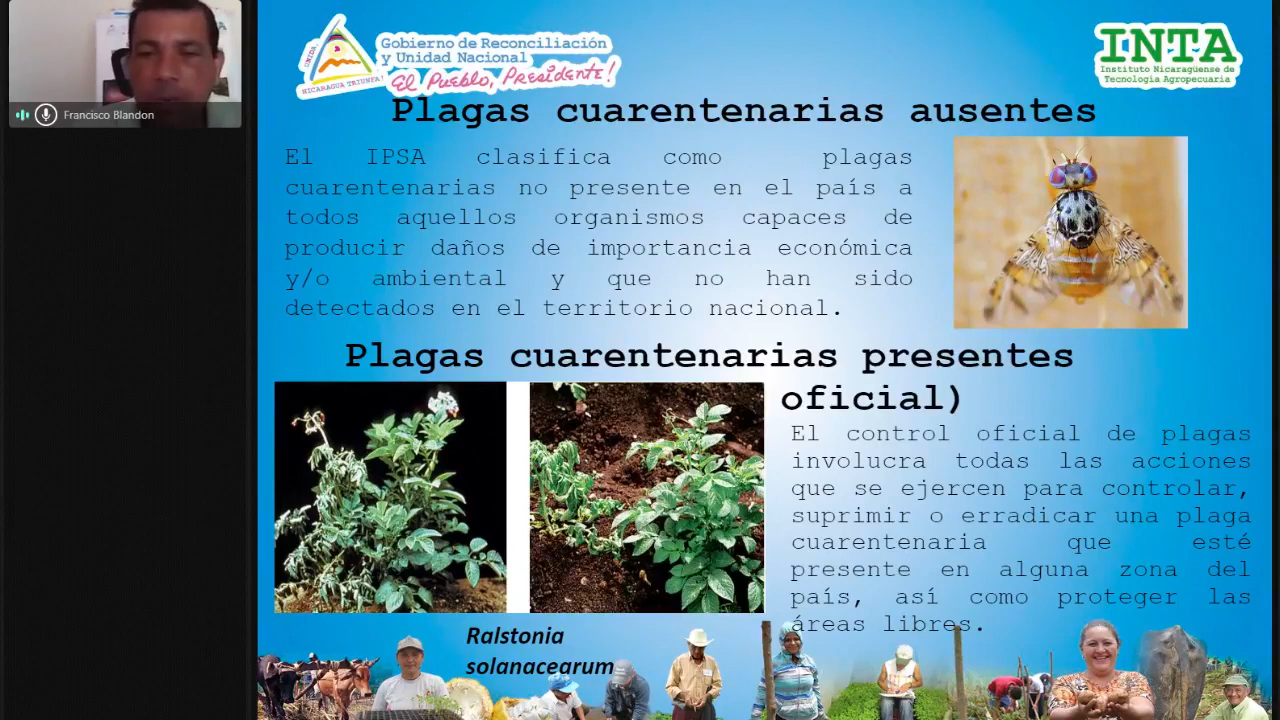 Francisco Blandon
UNIDA,
NICARAGUA TRIUNFA!
Gobierno de Reconciliación
y Unidad Nacional
El Pueblo, Presidente!
INTA
Instituto Nicaragüense de
Tecnología Agropecuaria
Plagas cuarentenarias ausentes
El IPSA clasifica como plagas
cuarentenarias no presente en el país a
todos aquellos organismos capaces de
producir daños de importancia económica
y/o ambiental y que no han sido
detectados en el territorio nacional.
Plagas cuarentenarias presentes
oficial)
El control oficial de plagas
involucra todas las acciones
que se ejercen para controlar,
suprimir o erradicar una plaga
cuarentenaria que esté
presente en alguna zona del
país, así como proteger las
áreas libres.
Ralstonia
solanacearum